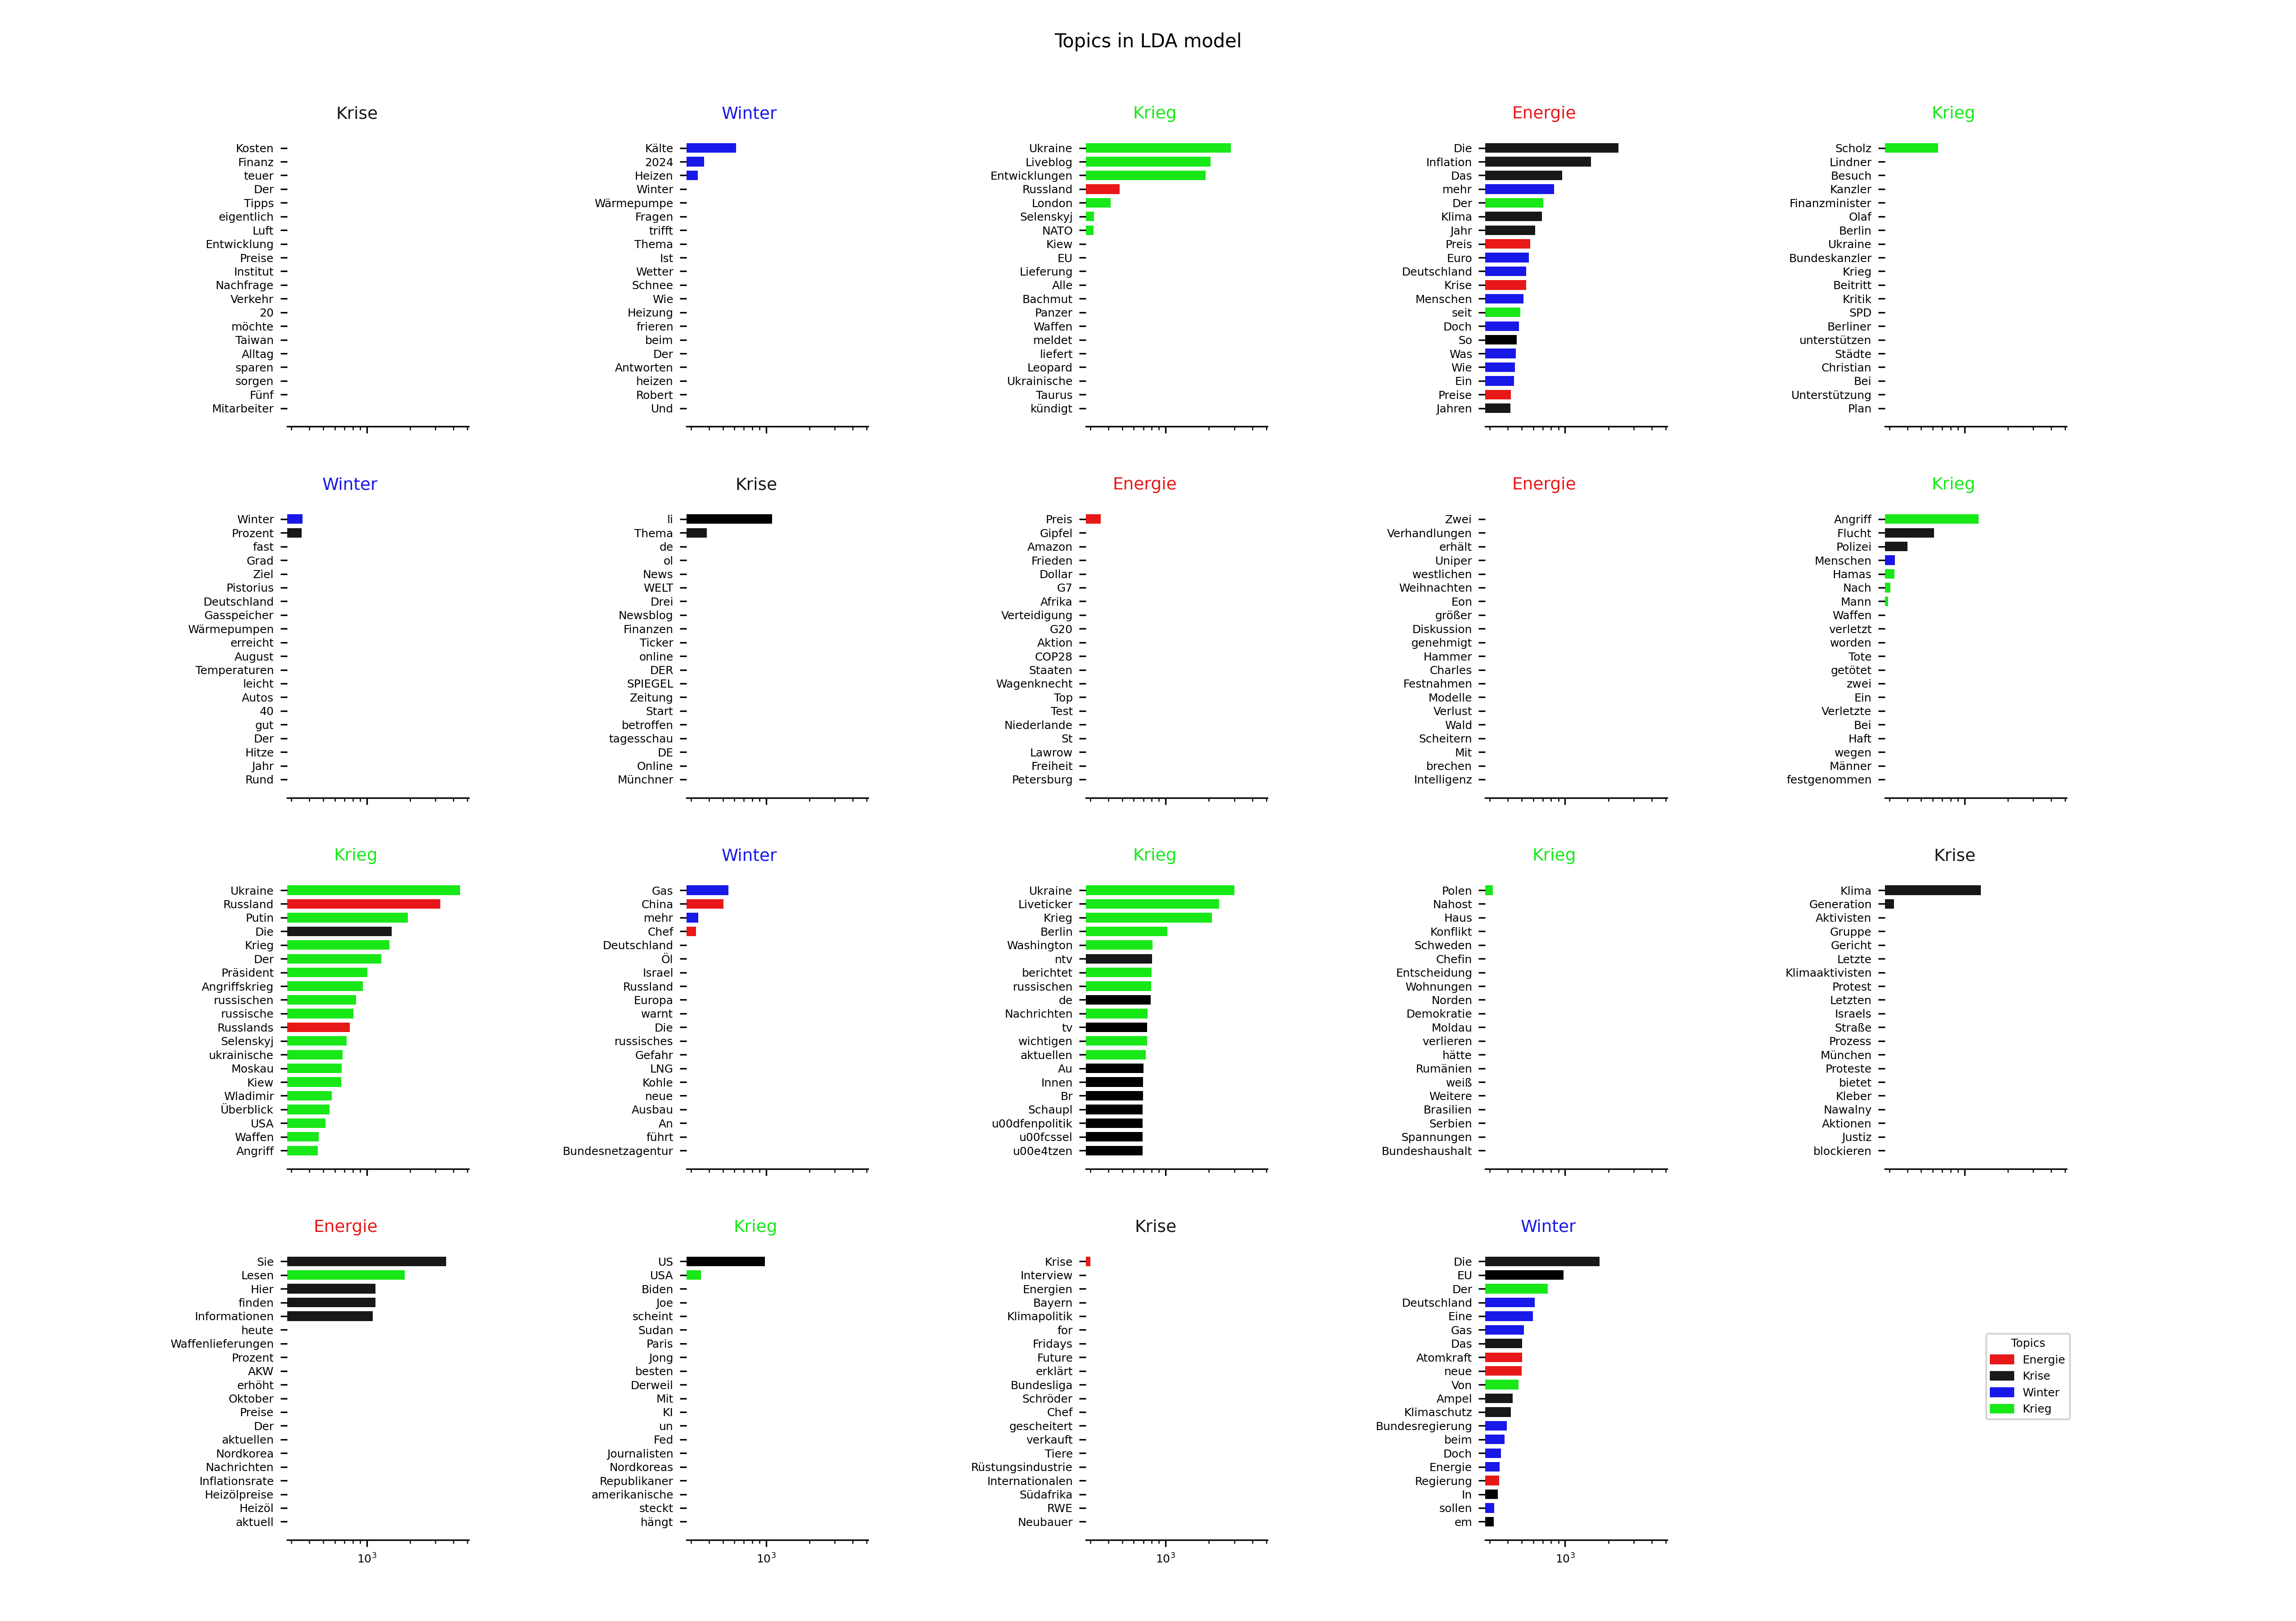 Topics in LDA model
Krise
Kosten
Finanz
teuer
Der
Tipps
eigentlich
Luft
Entwicklung
Preise
Institut
Nachfrage
Verkehr
20
möchte
Taiwan
Alltag
sparen
sorgen
Fünf
Mitarbeiter
Winter
Kälte
2024
Heizen
Winter
Wärmepumpe
Fragen
trifft
Thema
Ist
Wetter
Schnee
Wie
Heizung
frieren
beim
Der
Antworten
heizen
Robert
Und
Krieg
Ukraine
Liveblog
Entwicklungen
Russland
London
Selenskyj
NATO
Kiew
EU
Lieferung
Alle
Bachmut
Panzer
Waffen
meldet
liefert
Leopard
Ukrainische
Taurus
kündigt
Energie
Die
Inflation
Das
mehr
Der
Klima
Jahr
Preis
Euro
Deutschland
Krise
Menschen
seit
Doch
So
Was
Wie
Ein
Preise
Jahren
Krieg
Scholz
Lindner
Besuch
Kanzler
Finanzminister
Olaf
Berlin
Ukraine
Bundeskanzler
Krieg
Beitritt
Kritik
SPD
Berliner
unterstützen
Städte
Christian
Bei
Unterstützung
Plan
Winter
Winter
Prozent
fast
Grad
Ziel
Pistorius
Deutschland
Gasspeicher
Wärmepumpen
erreicht
August
Temperaturen
leicht
Autos
40
gut
Der
Hitze
Jahr
Rund
Krise
li
Thema
de
ol
News
WELT
Drei
Newsblog
Finanzen
Ticker
online
DER
SPIEGEL
Zeitung
Start
betroffen
tagesschau
DE
Online
Münchner
Energie
Preis
Gipfel
Amazon
Frieden
Dollar
G7
Afrika
Verteidigung
G20
Aktion
COP28
Staaten
Wagenknecht
Top
Test
Niederlande
St
Lawrow
Freiheit
Petersburg
Energie
Zwei
Verhandlungen
erhält
Uniper
westlichen
Weihnachten
Eon
größer
Diskussion
genehmigt
Hammer
Charles
Festnahmen
Modelle
Verlust
Wald
Scheitern
Mit
brechen
Intelligenz
Krieg
Angriff
Flucht
Polizei
Menschen
Hamas
Nach
Mann
Waffen
verletzt
worden
Tote
getötet
zwei
Ein
Verletzte
Bei
Haft
wegen
Männer
festgenommen
Krieg
Ukraine
Russland
Putin
Die
Krieg
Der
Präsident
Angriffskrieg
russischen
russische
Russlands
Selenskyj
ukrainische
Moskau
Kiew
Wladimir
Überblick
USA
Waffen
Angriff
Winter
Gas
China
mehr
Chef
Deutschland
Öl
Israel
Russland
Europa
warnt
Die
russisches
Gefahr
LNG
Kohle
neue
Ausbau
An
führt
Bundesnetzagentur
Krieg
Ukraine
Liveticker
Krieg
Berlin
Washington
ntv
berichtet
russischen
de
Nachrichten
tv
wichtigen
aktuellen
Au
Innen
Br
Schaupl
u00dfenpolitik
u00fcssel
u00e4tzen
Krieg
Polen
Nahost
Haus
Konflikt
Schweden
Chefin
Entscheidung
Wohnungen
Norden
Demokratie
Moldau
verlieren
hätte
Rumänien
weiß
Weitere
Brasilien
Serbien
Spannungen
Bundeshaushalt
Krise
Klima
Generation
Aktivisten
Gruppe
Gericht
Letzte
Klimaaktivisten
Protest
Letzten
Israels
Straße
Prozess
München
Proteste
bietet
Kleber
Nawalny
Aktionen
Justiz
blockieren
Energie
Sie
Lesen
Hier
finden
Informationen
heute
Waffenlieferungen
Prozent
AKW
erhöht
Oktober
Preise
Der
aktuellen
Nordkorea
Nachrichten
Inflationsrate
Heizölpreise
Heizöl
aktuell
10³
Krieg
US
USA
Biden
Joe
scheint
Sudan
Paris
Jong
besten
Derweil
Mit
KI
un
Fed
Journalisten
Nordkoreas
Republikaner
amerikanische
steckt
hängt
10³
Krise
Krise
Interview
Energien
Bayern
Klimapolitik
for
Fridays
Future
erklärt
Bundesliga
Schröder
Chef
gescheitert
verkauft
Tiere
Rüstungsindustrie
Internationalen
Südafrika
RWE
Neubauer
10³
Winter
Die
EU
Der
Deutschland
Eine
Gas
Das
Atomkraft
neue
Von
Ampel
Klimaschutz
Bundesregierung
beim
Doch
Energie
Regierung
In
sollen
em
10³
Topics
Energie
Krise
Winter
Krieg